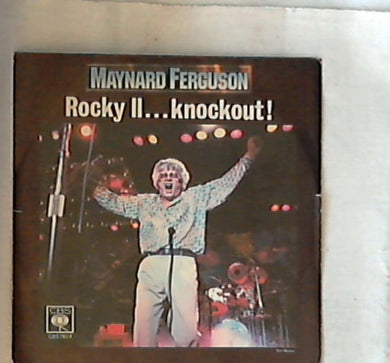 MAYNARD FERGUSON
Rocky II...knockout!
CBS